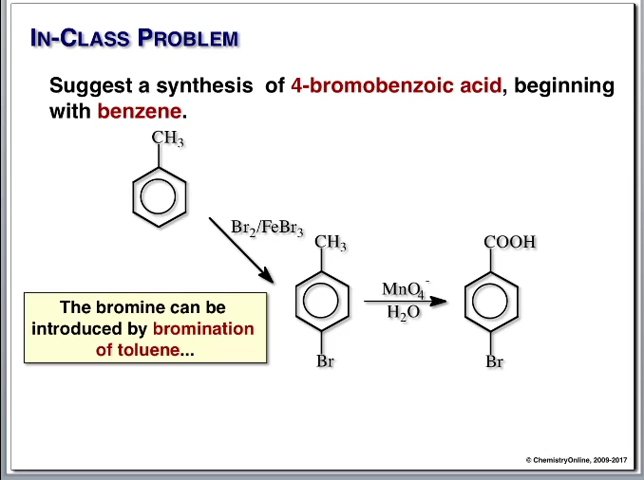 IN-CLASS PROBLEM
Suggest a synthesis of 4-bromobenzoic acid, beginning
with benzene.
CH3
Br2/FeBr3
CH3
COOH
MnO4-
H2O
The bromine can be
introduced by bromination
of toluene...
Br
Br
© ChemistryOnline, 2009-2017